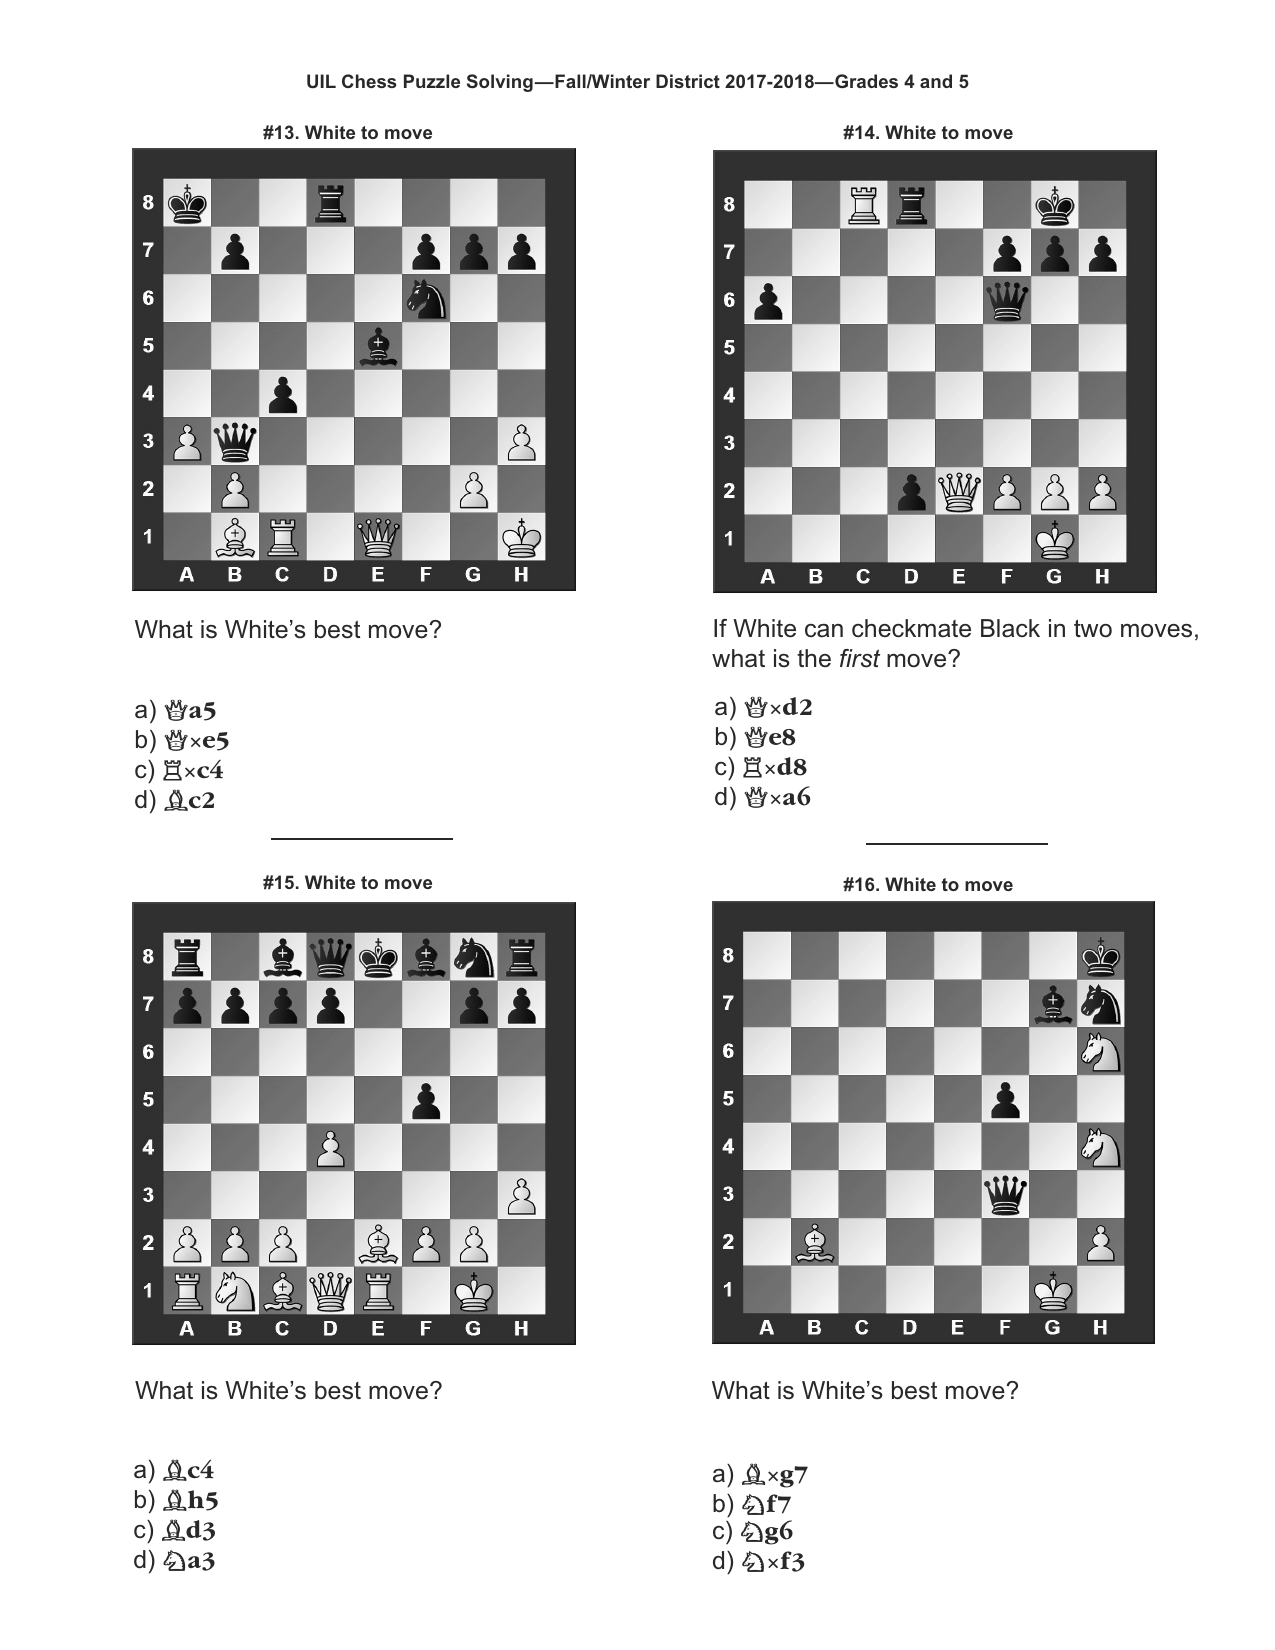 UIL Chess Puzzle Solving—Fall/Winter District 2017-2018—Grades 4 and 5
#13. White to move
8
7
6
5
4
3
2
1
A B C D E F G H
What is White’s best move?
a) ♕a5
b) ♕×e5
c) ♖×c4
d) ♗c2
#14. White to move
8
7
6
5
4
3
2
1
A B C D E F G H
If White can checkmate Black in two moves,
what is the first move?
a) ♕×d2
b) ♕e8
c) ♖×d8
d) ♕×a6
#15. White to move
8
7
6
5
4
3
2
1
A B C D E F G H
What is White’s best move?
a) ♗c4
b) ♗h5
c) ♗d3
d) ♘a3
#16. White to move
8
7
6
5
4
3
2
1
A B C D E F G H
What is White’s best move?
a) ♗×g7
b) ♘f7
c) ♘g6
d) ♘×f3